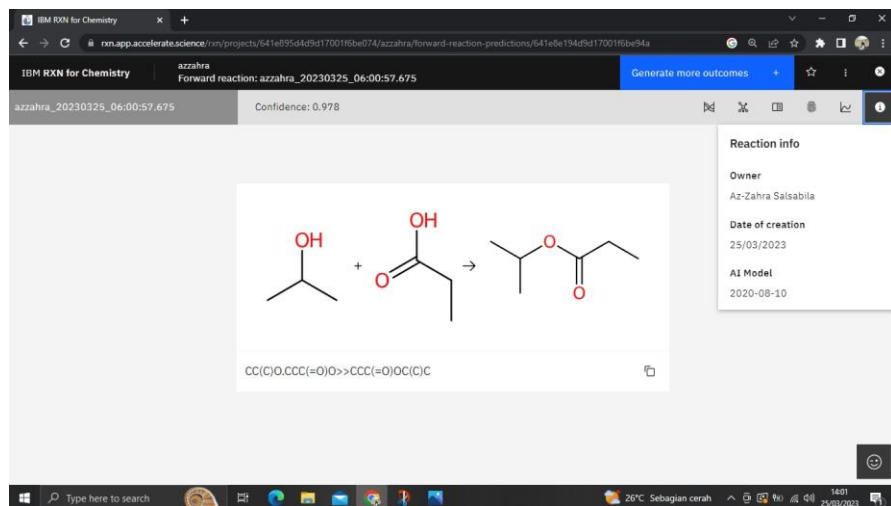 IBM RXN for Chemistry
rxn.app.accelerate.science/rxn/projects/641e895d4d9d17001f6be074/azzahra/forward-reaction-predictions/641e8e194d9d17001f6be94a
IBM RXN for Chemistry
azzahra
Forward reaction: azzahra_20230325_06:00:57.675
Generate more outcomes +
azzahra_20230325_06:00:57.675
Confidence: 0.978
Reaction info
Owner
Az-Zahra Salsabila
Date of creation
25/03/2023
AI Model
2020-08-10
OH
+
O
OH
→
O
O
CC(C)O.CCC(=O)O>>CCC(=O)OC(C)C
Type here to search
26°C Sebagian cerah
14:01
25/03/2023